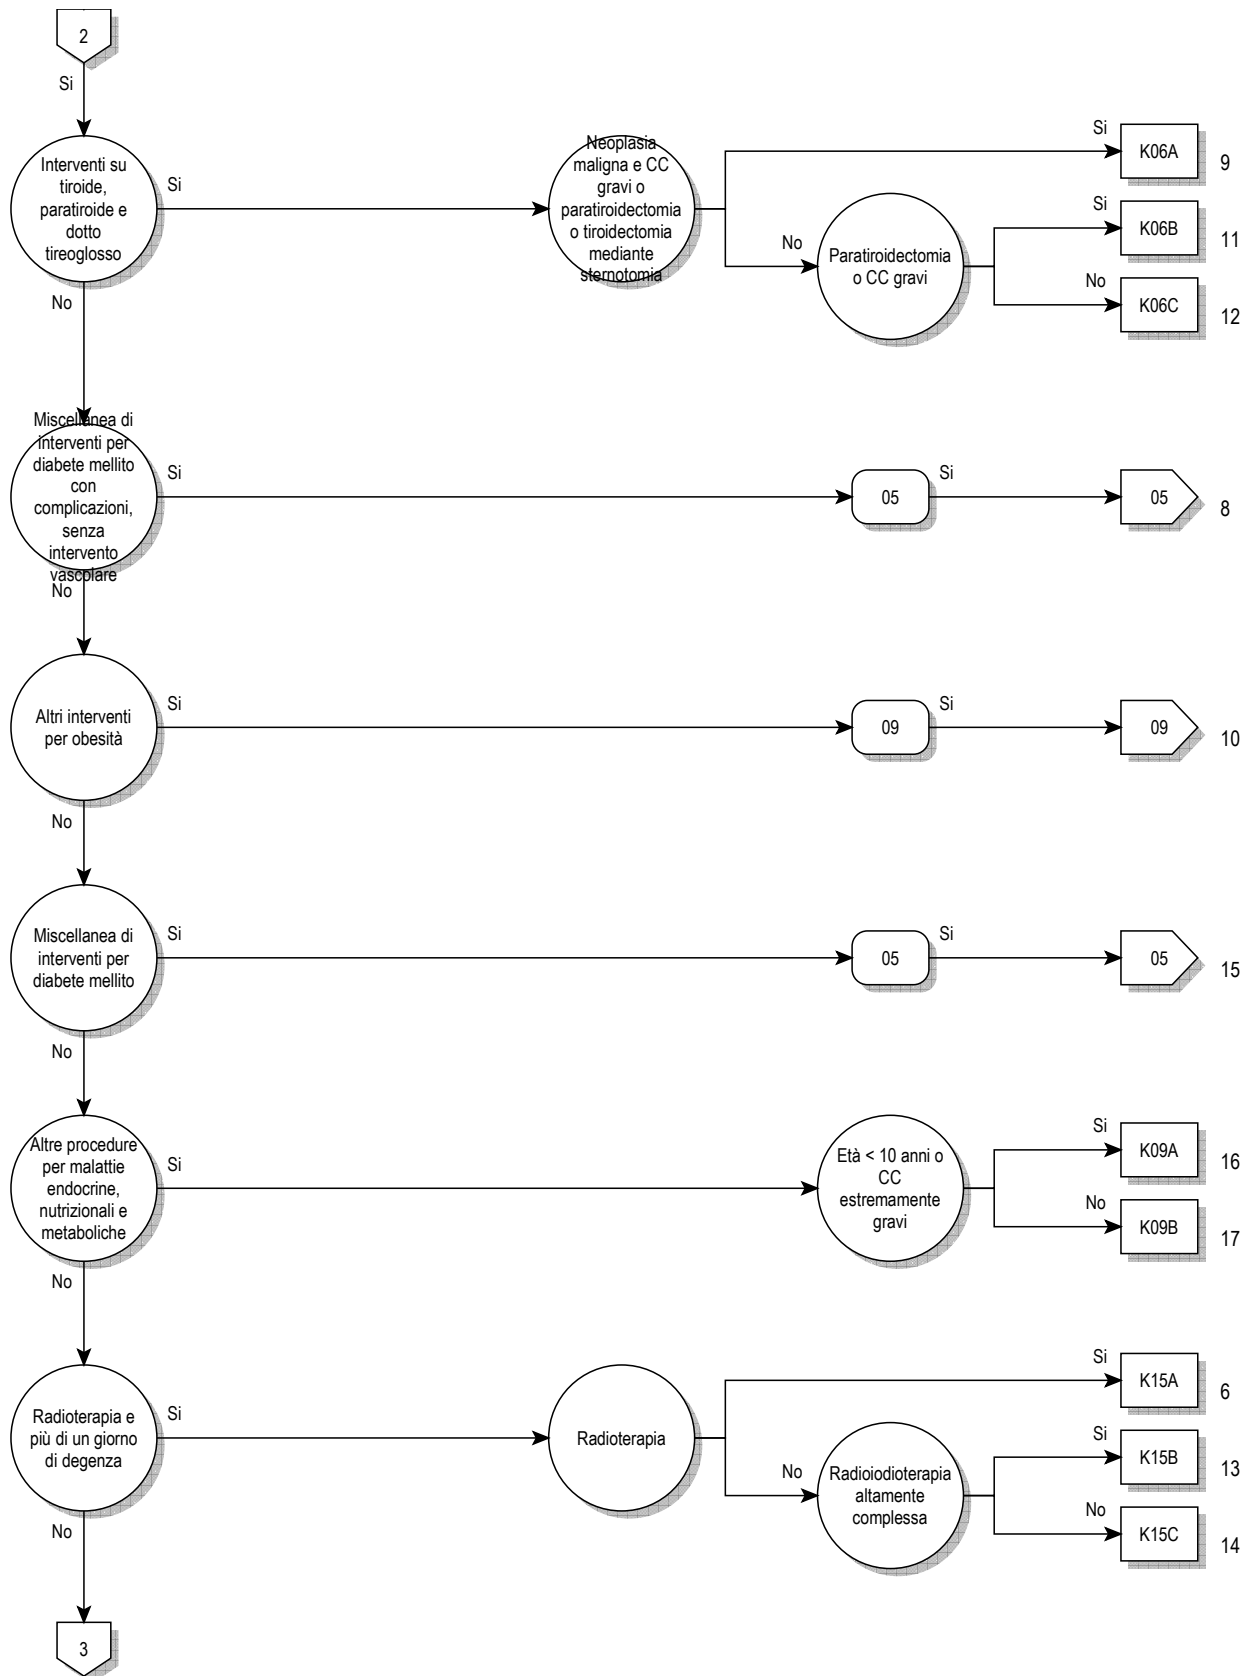 2
Si
Interventi su
tiroide,
paratiroide e
dotto
tireoglosso
Si
No
Neoplasia
maligna e CC
gravi o
paratiroidectomia
o tiroidectomia
mediante
sternotomia
Si
K06A
9
No
Paratiroidectomia
o CC gravi
Si
K06B
11
No
K06C
12
Miscellanea di
interventi per
diabete mellito
con
complicazioni,
senza
intervento
vascolare
Si
No
05
Si
05
8
Altri interventi
per obesità
Si
No
09
Si
09
10
Miscellanea di
interventi per
diabete mellito
Si
No
05
Si
05
15
Altre procedure
per malattie
endocrine,
nutrizionali e
metaboliche
Si
No
Età < 10 anni o
CC
estremamente
gravi
Si
K09A
16
No
K09B
17
Radioterapia e
più di un giorno
di degenza
Si
No
Radioterapia
Si
K15A
6
No
Radioiodioterapia
altamente
complessa
Si
K15B
13
No
K15C
14
3